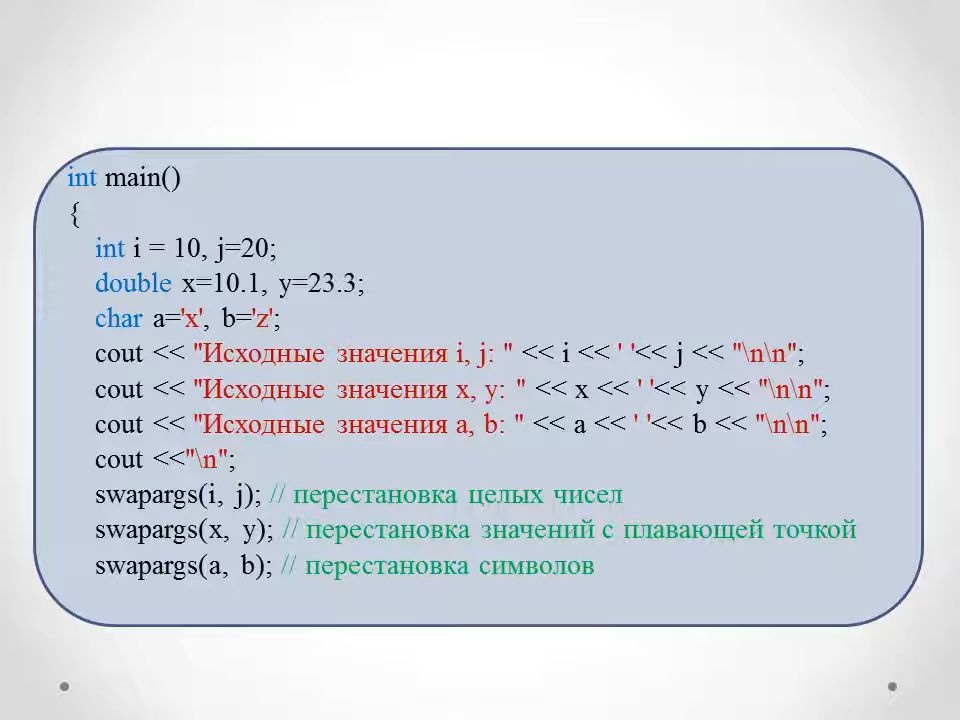 int main()
{
int i = 10, j=20;
double x=10.1, y=23.3;
char a='x', b='z';
cout << "Исходные значения i, j: " << i << ' '<< j << "\n\n";
cout << "Исходные значения x, y: " << x << ' '<< y << "\n\n";
cout << "Исходные значения a, b: " << a << ' '<< b << "\n\n";
cout <<"\n";
swapargs(i, j); // перестановка целых чисел
swapargs(x, y); // перестановка значений с плавающей точкой
swapargs(a, b); // перестановка символов